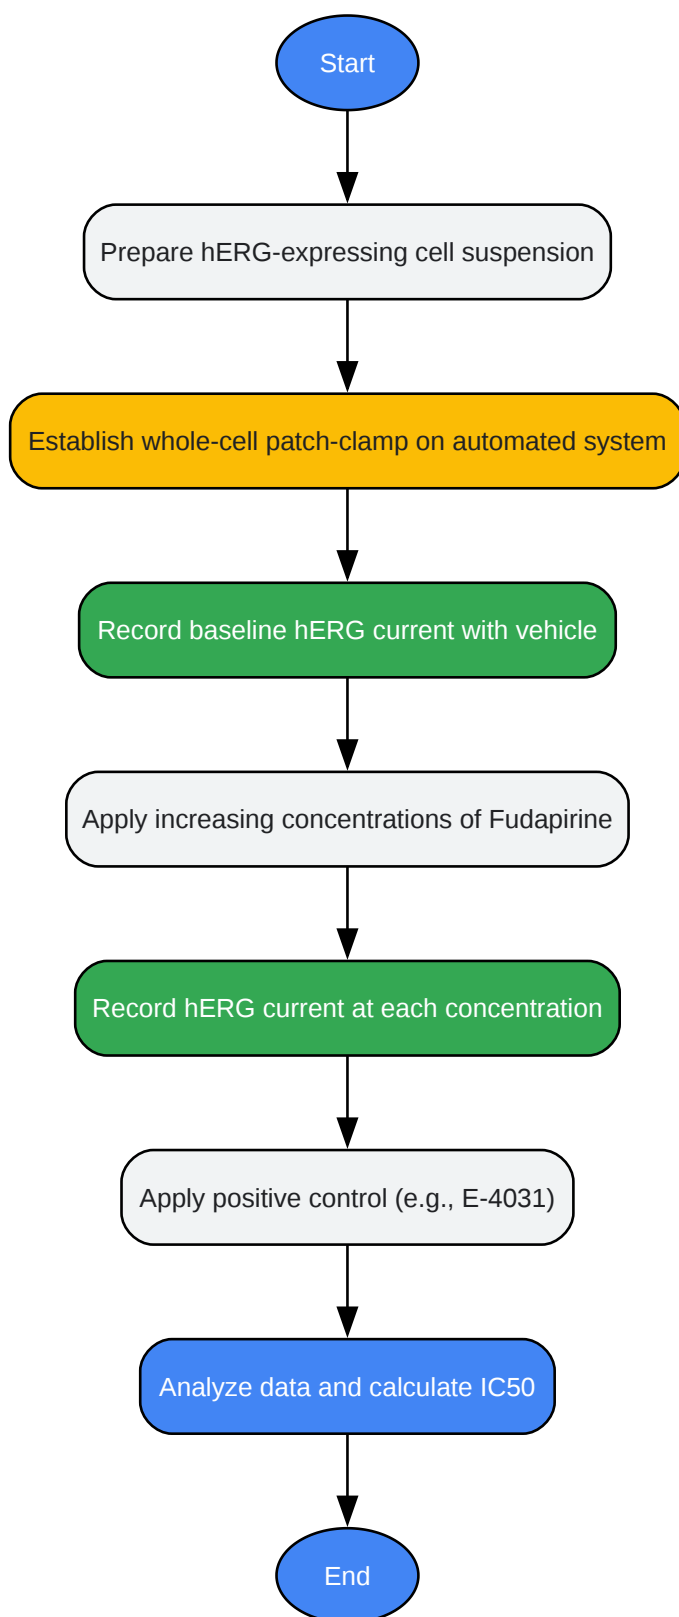 Start
Prepare hERG-expressing cell suspension
Establish whole-cell patch-clamp on automated system
Record baseline hERG current with vehicle
Apply increasing concentrations of Fudapirine
Record hERG current at each concentration
Apply positive control (e.g., E-4031)
Analyze data and calculate IC50
End